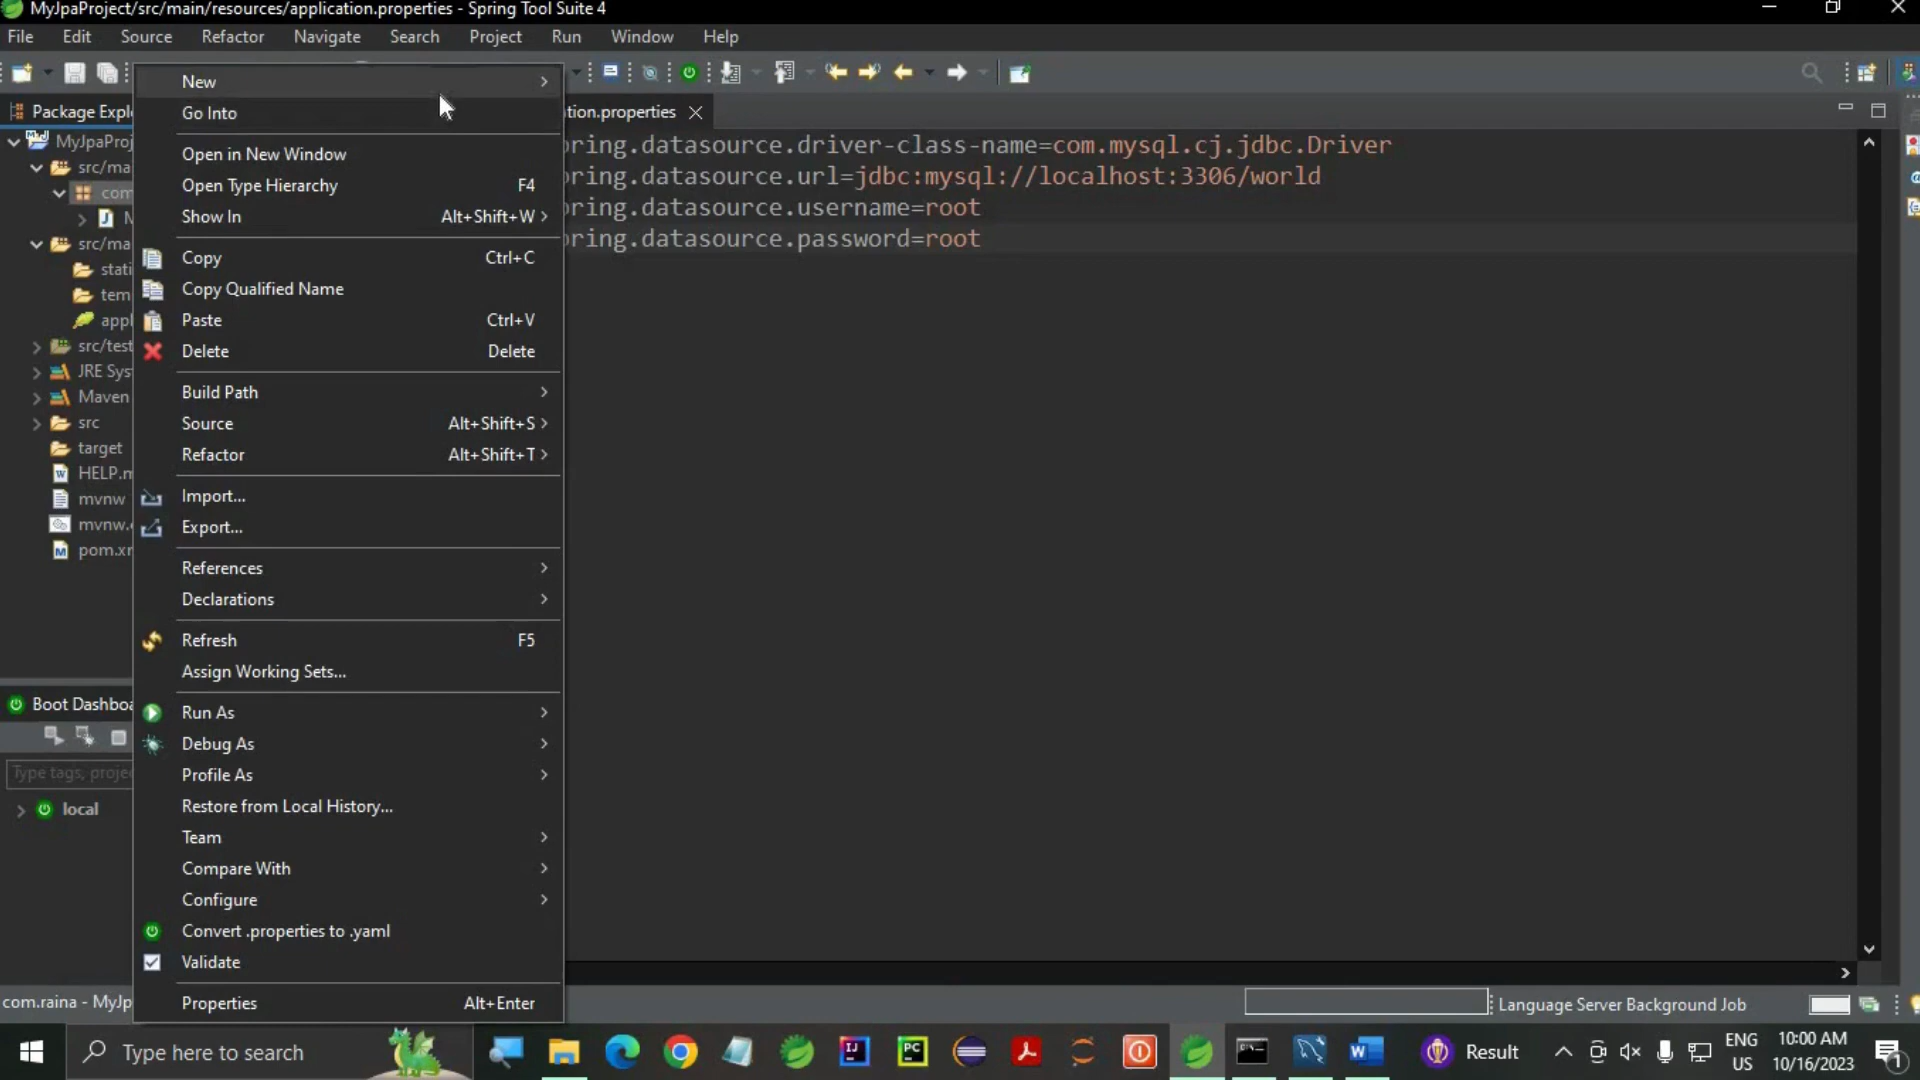 MyJpaProject/src/main/resources/application.properties - Spring Tool Suite 4
File Edit Source Refactor Navigate Search Project Run Window Help
Package Expl
tion.properties
MyJpaProj
src/ma
com
src/ma
stati
tem
appl
src/test
JRE Sys
Maven
src
target
HELP.m
mvnw
mvnw.
pom.xm
New
Go Into
Open in New Window
Open Type Hierarchy F4
Show In Alt+Shift+W
Copy Ctrl+C
Copy Qualified Name
Paste Ctrl+V
Delete Delete
Build Path
Source Alt+Shift+S
Refactor Alt+Shift+T
Import...
Export...
References
Declarations
Refresh F5
Assign Working Sets...
Run As
Debug As
Profile As
Restore from Local History...
Team
Compare With
Configure
Convert .properties to .yaml
Validate
Properties Alt+Enter
pring.datasource.driver-class-name=com.mysql.cj.jdbc.Driver
pring.datasource.url=jdbc:mysql://localhost:3306/world
pring.datasource.username=root
pring.datasource.password=root
Boot Dashboa
Type tags, projec
local
com.raina - MyJp
Language Server Background Job
Type here to search
Result
ENG
US
10:00 AM
10/16/2023
1